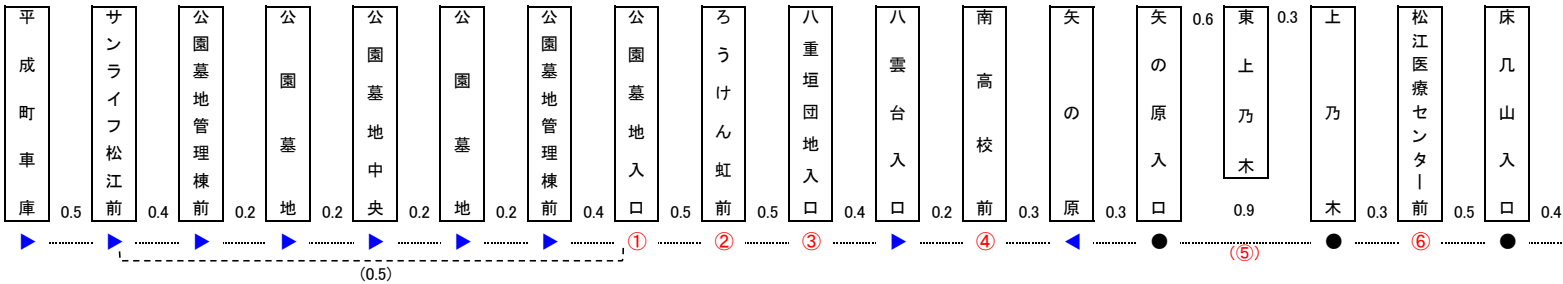 平成町車庫
0.5
サンライフ松江前
0.4
公園墓地管理棟前
0.2
公園墓地
0.2
公園墓地中央
0.2
公園墓地
0.2
公園墓地管理棟前
0.4
公園墓地入口
0.5
ろうけん虹前
0.5
八重垣団地入口
0.4
八雲台入口
0.2
南高校前
0.3
矢の原
0.3
矢の原入口
0.6
東上乃木
0.3
0.9
上乃木
0.3
松江医療センター前
0.5
床几山入口
0.4
① ② ③ ④ (⑤) ⑥
(0.5)